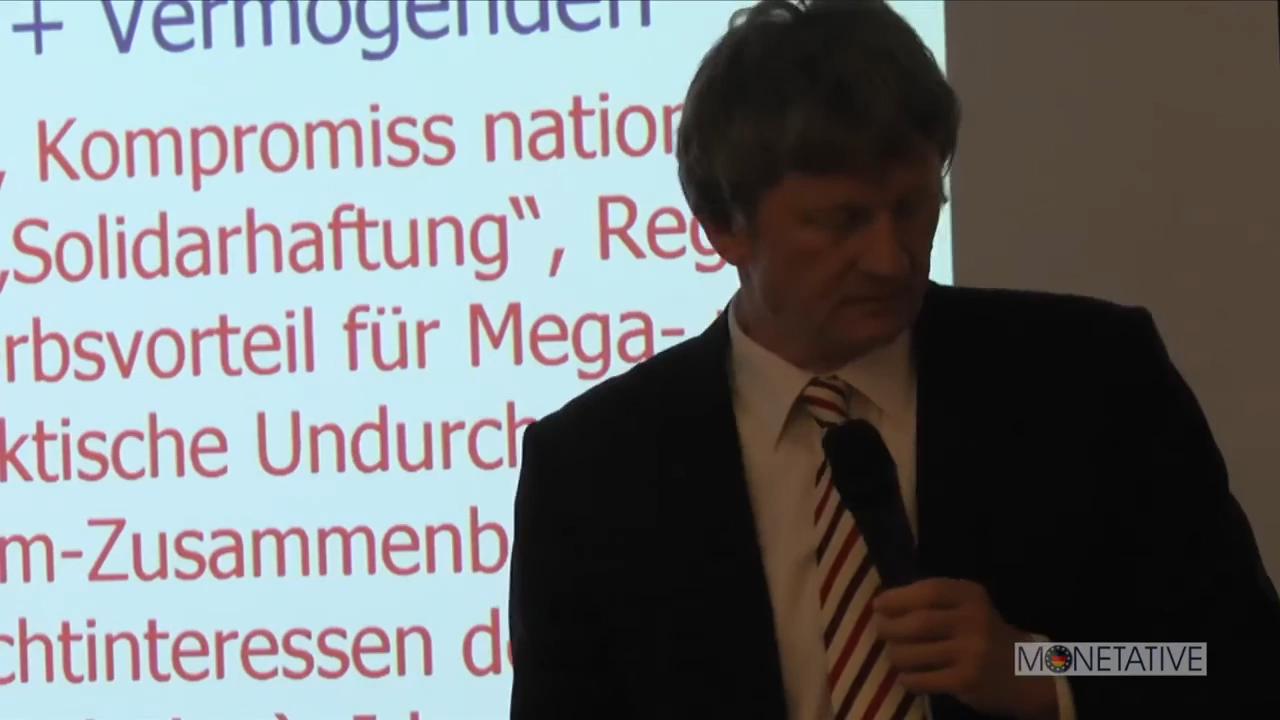 + Vermögenden
, Kompromiss nation
„Solidarhaftung“, Reg
rbsvorteil für Mega-
ktische Undurch
m-Zusammenb
chtinteressen d
MONETATIVE